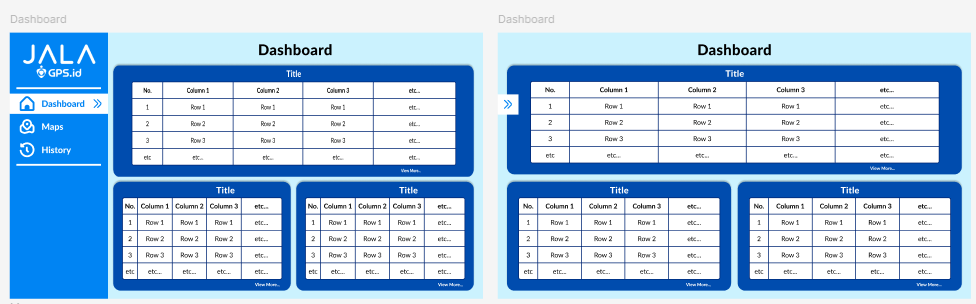 Dashboard
JALA
GPS.id
Dashboard
Maps
History
Dashboard
Title
No. Column 1 Column 2 Column 3 etc...
1 Row 1 Row 1 Row 1 etc...
2 Row 2 Row 2 Row 2 etc...
3 Row 3 Row 3 Row 3 etc...
etc etc... etc... etc... etc...
View More...
Title
No. Column 1 Column 2 Column 3 etc...
1 Row 1 Row 1 Row 1 etc...
2 Row 2 Row 2 Row 2 etc...
3 Row 3 Row 3 Row 3 etc...
etc etc... etc... etc... etc...
View More...
Title
No. Column 1 Column 2 Column 3 etc...
1 Row 1 Row 1 Row 1 etc...
2 Row 2 Row 2 Row 2 etc...
3 Row 3 Row 3 Row 3 etc...
etc etc... etc... etc... etc...
View More...
Dashboard
Dashboard
Title
No. Column 1 Column 2 Column 3 etc...
1 Row 1 Row 1 Row 1 etc...
2 Row 2 Row 2 Row 2 etc...
3 Row 3 Row 3 Row 3 etc...
etc etc... etc... etc... etc...
View More...
Title
No. Column 1 Column 2 Column 3 etc...
1 Row 1 Row 1 Row 1 etc...
2 Row 2 Row 2 Row 2 etc...
3 Row 3 Row 3 Row 3 etc...
etc etc... etc... etc... etc...
View More...
Title
No. Column 1 Column 2 Column 3 etc...
1 Row 1 Row 1 Row 1 etc...
2 Row 2 Row 2 Row 2 etc...
3 Row 3 Row 3 Row 3 etc...
etc etc... etc... etc... etc...
View More...